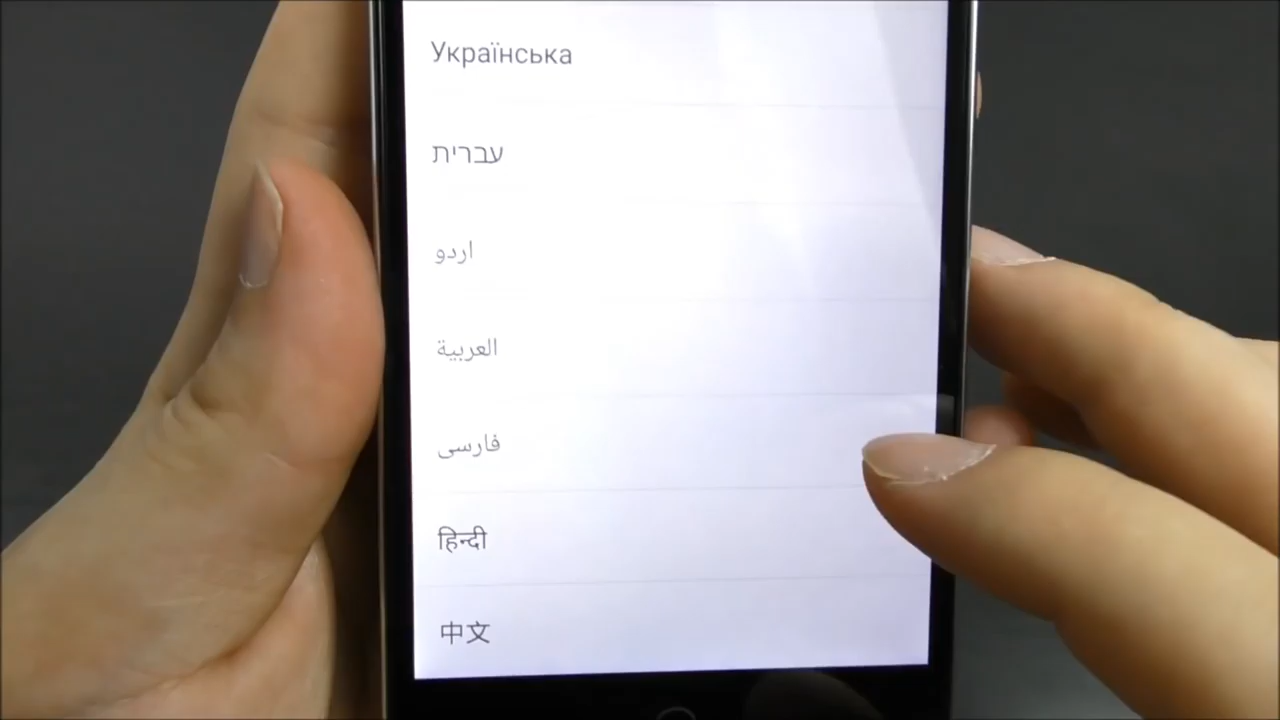 Українська
עברית
اردو
العربية
فارسی
हिन्दी
中文